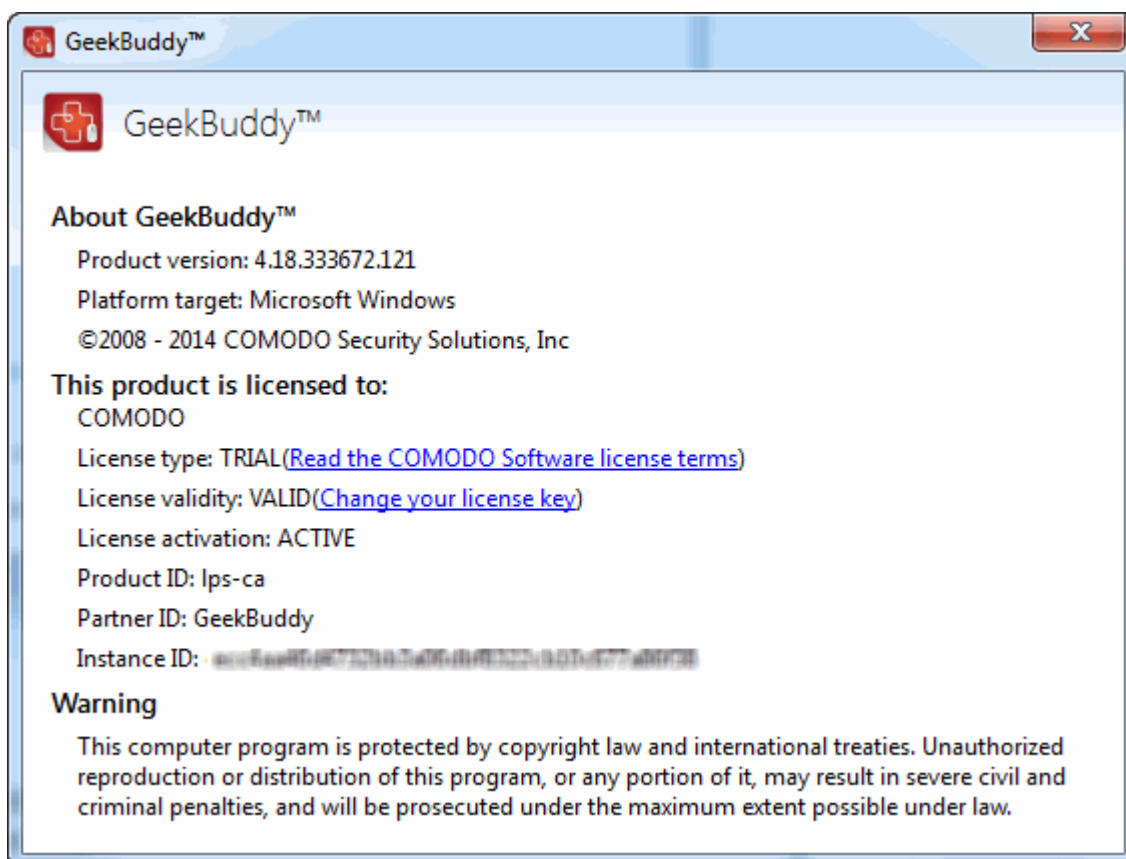 GeekBuddy™
GeekBuddy™
About GeekBuddy™
Product version: 4.18.333672.121
Platform target: Microsoft Windows
©2008 - 2014 COMODO Security Solutions, Inc
This product is licensed to:
COMODO
License type: TRIAL(Read the COMODO Software license terms)
License validity: VALID(Change your license key)
License activation: ACTIVE
Product ID: lps-ca
Partner ID: GeekBuddy
Instance ID:
Warning
This computer program is protected by copyright law and international treaties. Unauthorized
reproduction or distribution of this program, or any portion of it, may result in severe civil and
criminal penalties, and will be prosecuted under the maximum extent possible under law.